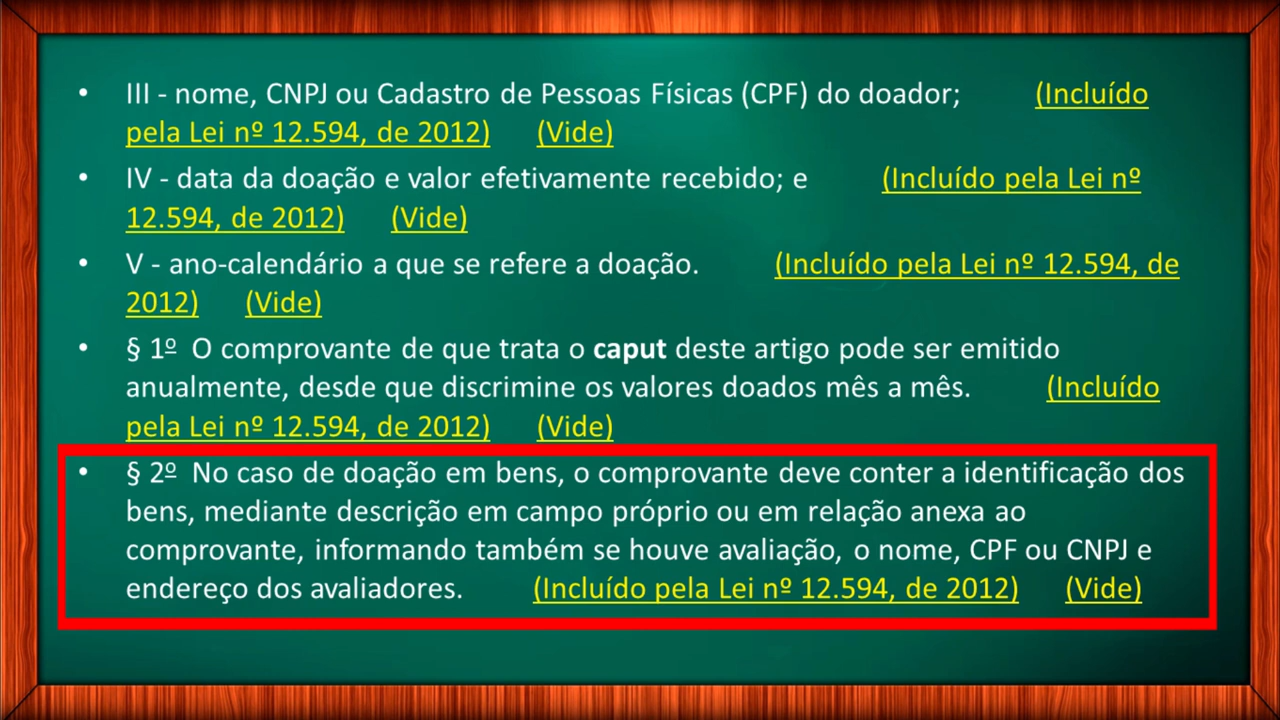 • III - nome, CNPJ ou Cadastro de Pessoas Físicas (CPF) do doador; (Incluído
pela Lei nº 12.594, de 2012) (Vide)
• IV - data da doação e valor efetivamente recebido; e (Incluído pela Lei nº
12.594, de 2012) (Vide)
• V - ano-calendário a que se refere a doação. (Incluído pela Lei nº 12.594, de
2012) (Vide)
• § 1º O comprovante de que trata o caput deste artigo pode ser emitido
anualmente, desde que discrimine os valores doados mês a mês. (Incluído
pela Lei nº 12.594, de 2012) (Vide)
• § 2º No caso de doação em bens, o comprovante deve conter a identificação dos
bens, mediante descrição em campo próprio ou em relação anexa ao
comprovante, informando também se houve avaliação, o nome, CPF ou CNPJ e
endereço dos avaliadores. (Incluído pela Lei nº 12.594, de 2012) (Vide)